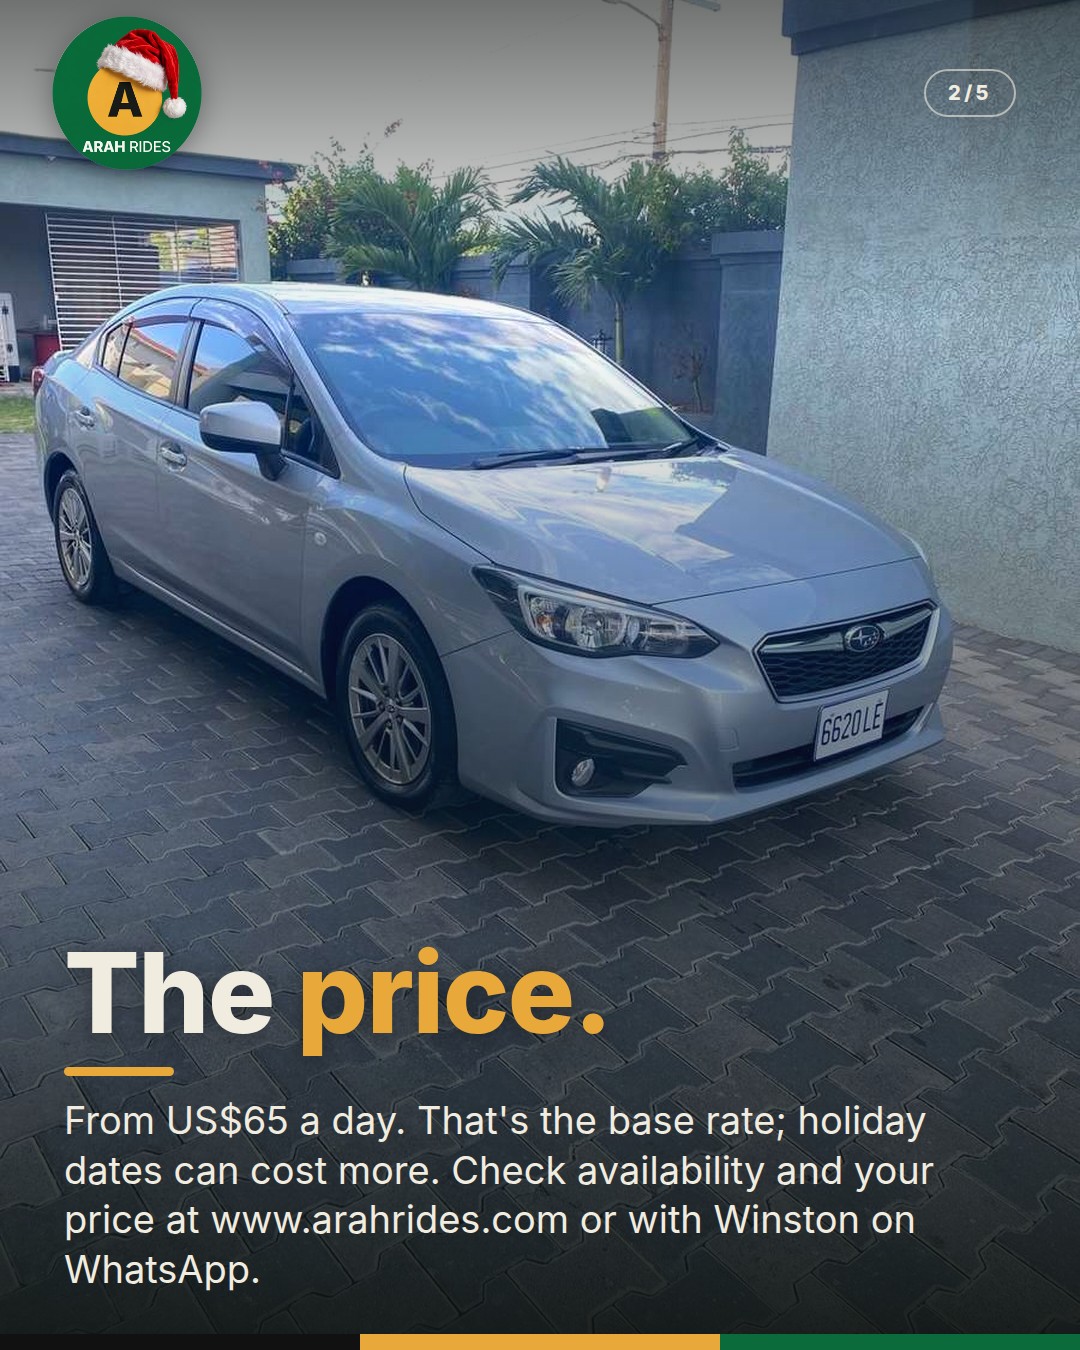 A
ARAH RIDES
2/5
6620LE
The price.
From US$65 a day. That's the base rate; holiday
dates can cost more. Check availability and your
price at www.arahrides.com or with Winston on
WhatsApp.